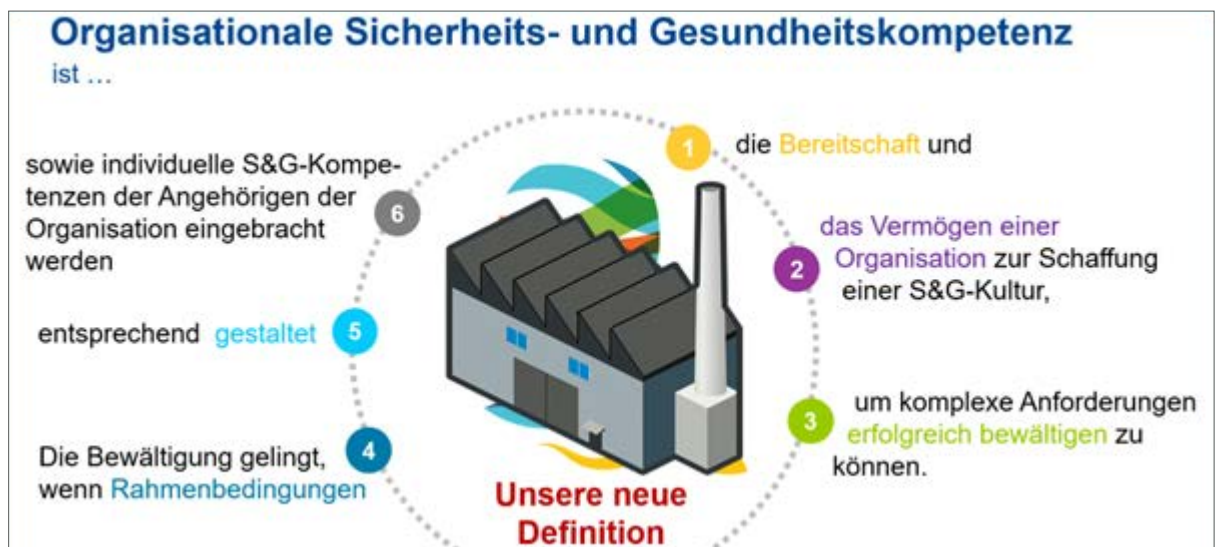 Organisationale Sicherheits- und Gesundheitskompetenz
ist …
1
die Bereitschaft und
2
das Vermögen einer
Organisation zur Schaffung
einer S&G-Kultur,
3
um komplexe Anforderungen
erfolgreich bewältigen zu
können.
4
Die Bewältigung gelingt,
wenn Rahmenbedingungen
5
entsprechend gestaltet
6
sowie individuelle S&G-Kompe-
tenzen der Angehörigen der
Organisation eingebracht
werden
Unsere neue
Definition